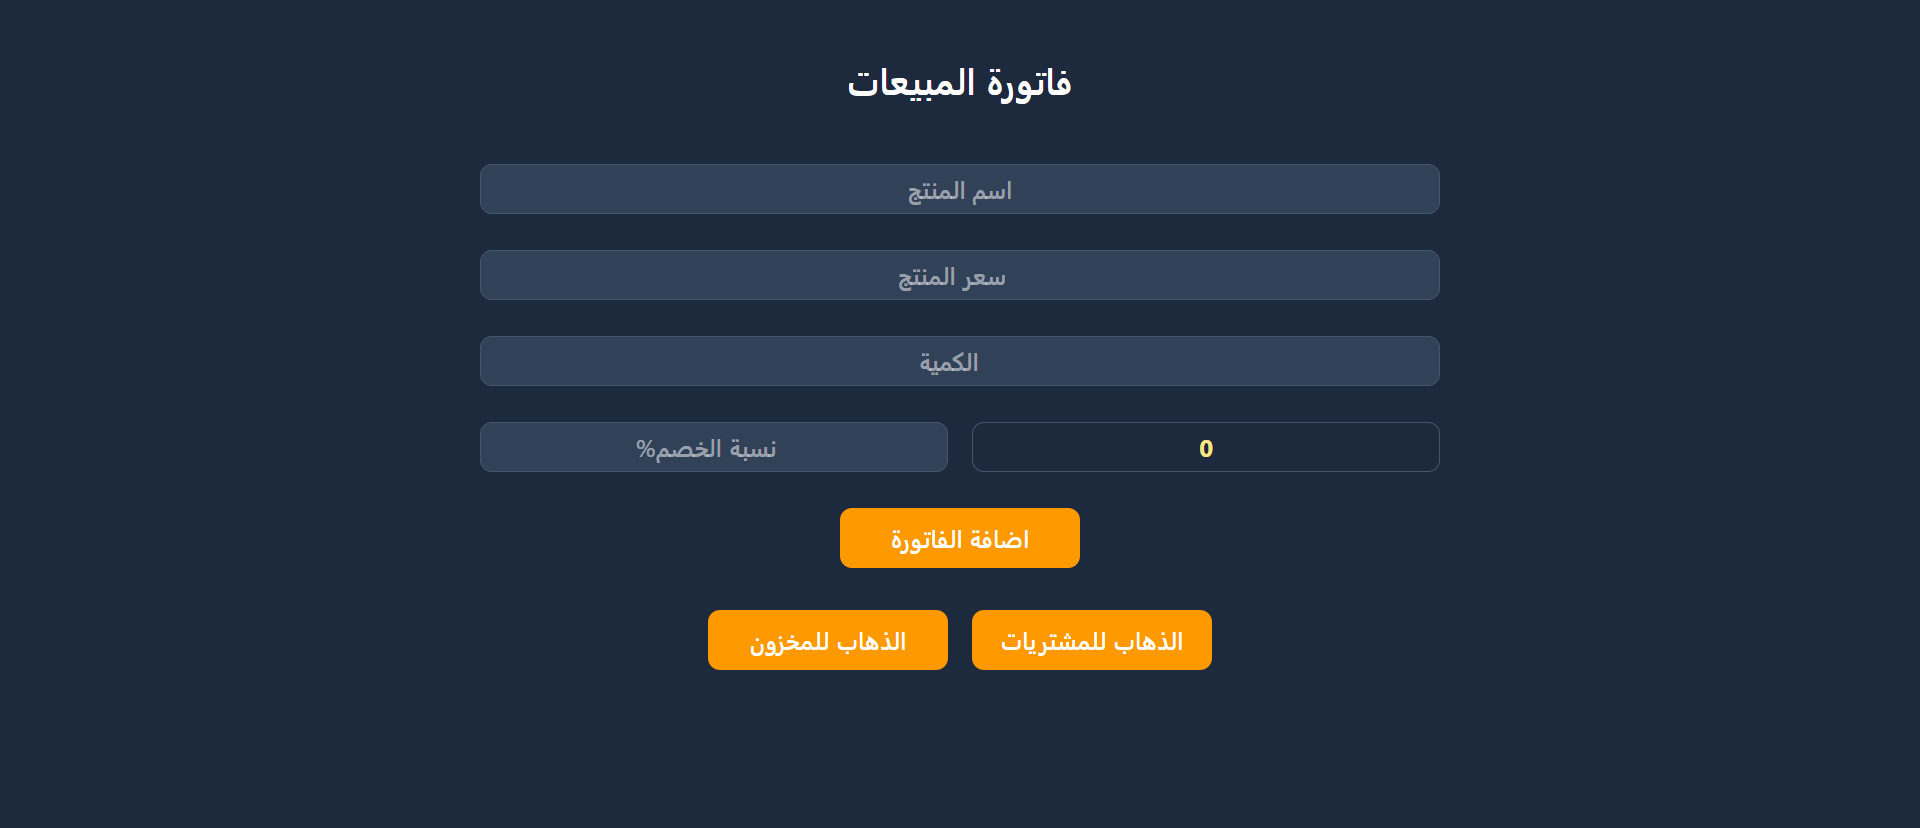 فاتورة المبيعات
اسم المنتج
سعر المنتج
الكمية
0
نسبة الخصم%
اضافة الفاتورة
الذهاب للمشتريات
الذهاب للمخزون